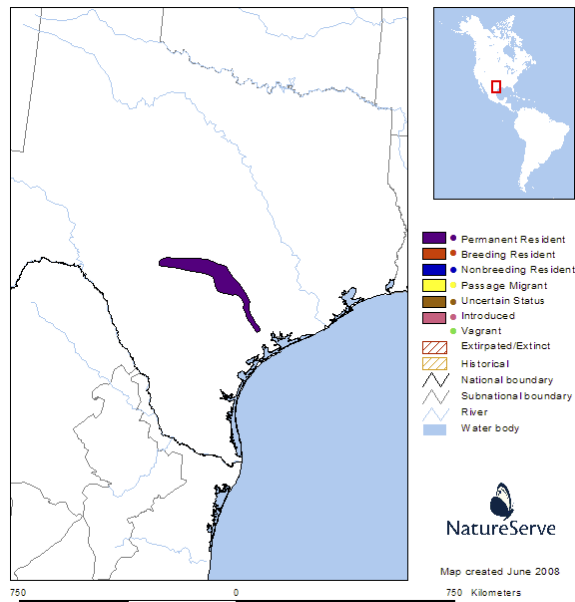 Permanent Resident
Breeding Resident
Nonbreeding Resident
Passage Migrant
Uncertain Status
Introduced
Vagrant
Extirpated/Extinct
Historical
National boundary
Subnational boundary
River
Water body
NatureServe
Map created June 2008
750 0 750 Kilometers